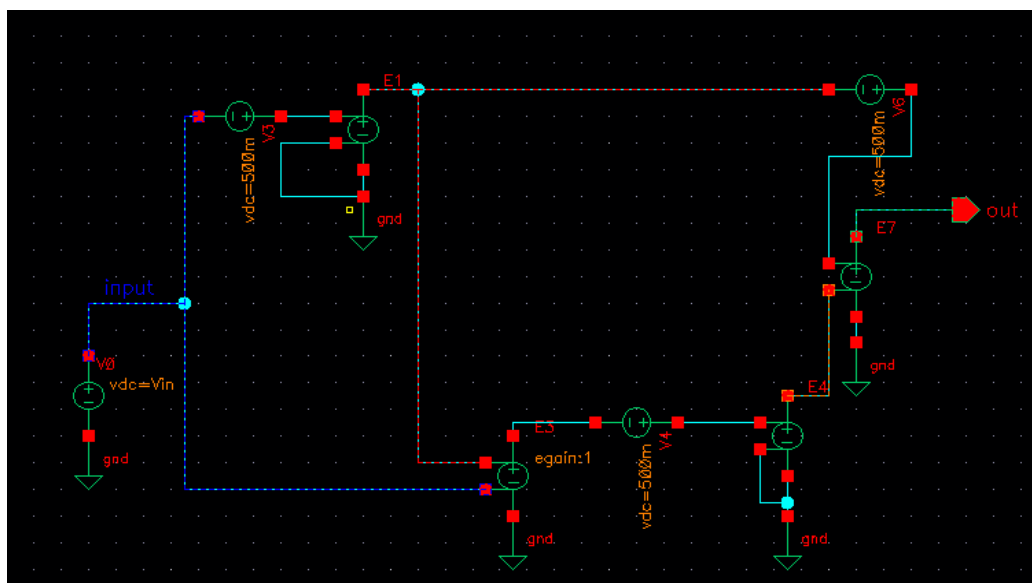 E1
V3
vdc=500m
gnd
V6
vdc=500m
out
E7
gnd
input
V0
vdc=Vin
gnd
E3
egain:1
V4
vdc=500m
E4
gnd
gnd